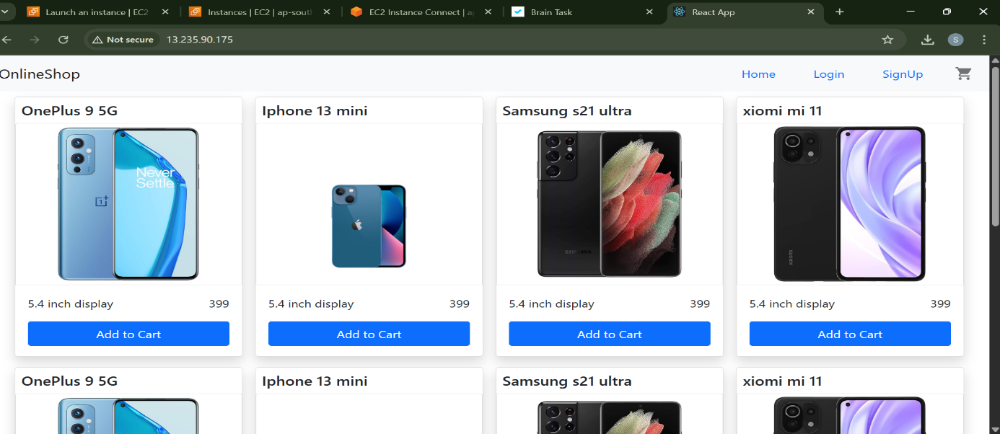 Launch an instance | EC2
Instances | EC2 | ap-sout
EC2 Instance Connect | a
Brain Task
React App
Not secure
13.235.90.175
S
OnlineShop
Home
Login
SignUp
OnePlus 9 5G
Iphone 13 mini
Samsung s21 ultra
xiomi mi 11
Never
Settle
SAMSUNG
xiaomi
5.4 inch display 399
5.4 inch display 399
5.4 inch display 399
5.4 inch display 399
Add to Cart
Add to Cart
Add to Cart
Add to Cart
OnePlus 9 5G
Iphone 13 mini
Samsung s21 ultra
xiomi mi 11